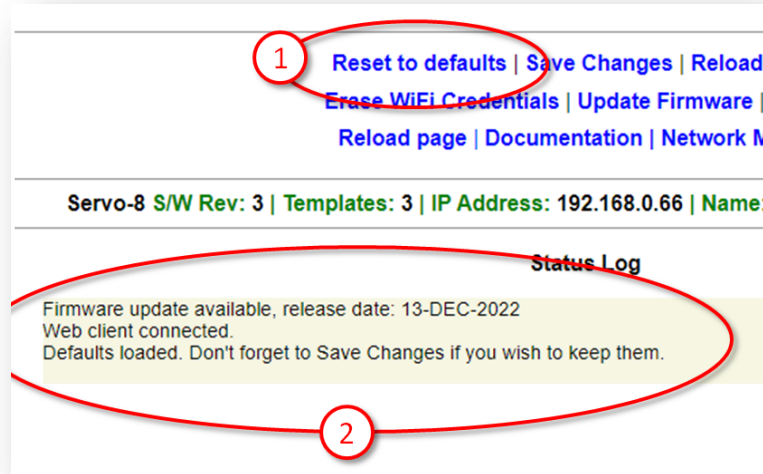 1
Reset to defaults | Save Changes | Reload
Erase WiFi Credentials | Update Firmware |
Reload page | Documentation | Network M
Servo-8 S/W Rev: 3 | Templates: 3 | IP Address: 192.168.0.66 | Name:
Status Log
Firmware update available, release date: 13-DEC-2022
Web client connected.
Defaults loaded. Don't forget to Save Changes if you wish to keep them.
2